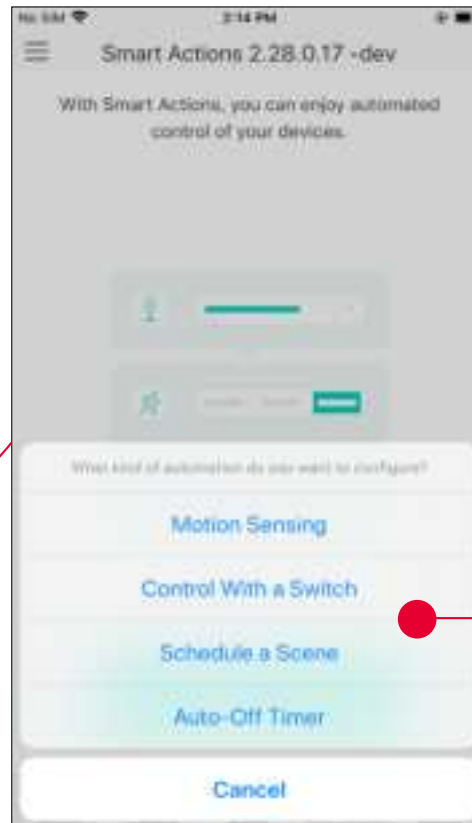 No SIM 2:14 PM
Smart Actions 2.28.0.17 -dev
With Smart Actions, you can enjoy automated
control of your devices.
What kind of automation do you want to configure?
Motion Sensing
Control With a Switch
Schedule a Scene
Auto-Off Timer
Cancel